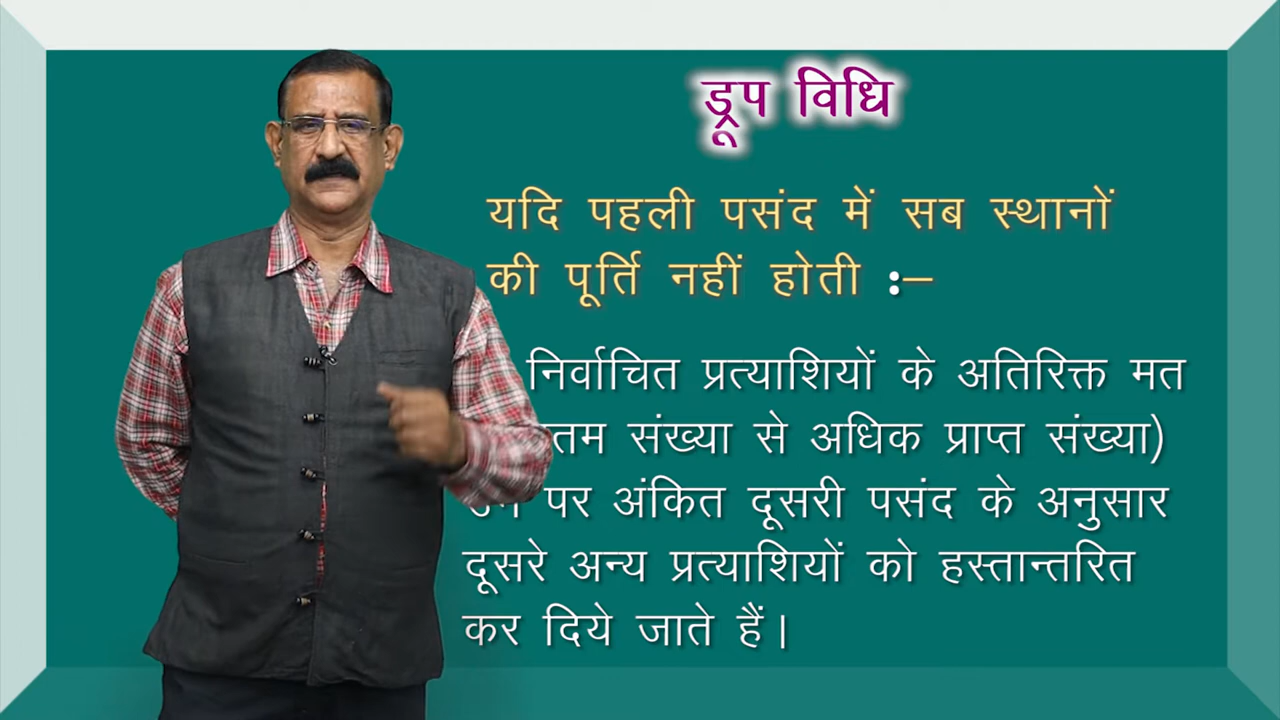 ड्रूप विधि
यदि पहली पसंद में सब स्थानों
की पूर्ति नहीं होती :–
निर्वाचित प्रत्याशियों के अतिरिक्त मत
संख्या से अधिक प्राप्त संख्या)
पर अंकित दूसरी पसंद के अनुसार
दूसरे अन्य प्रत्याशियों को हस्तान्तरित
कर दिये जाते हैं।